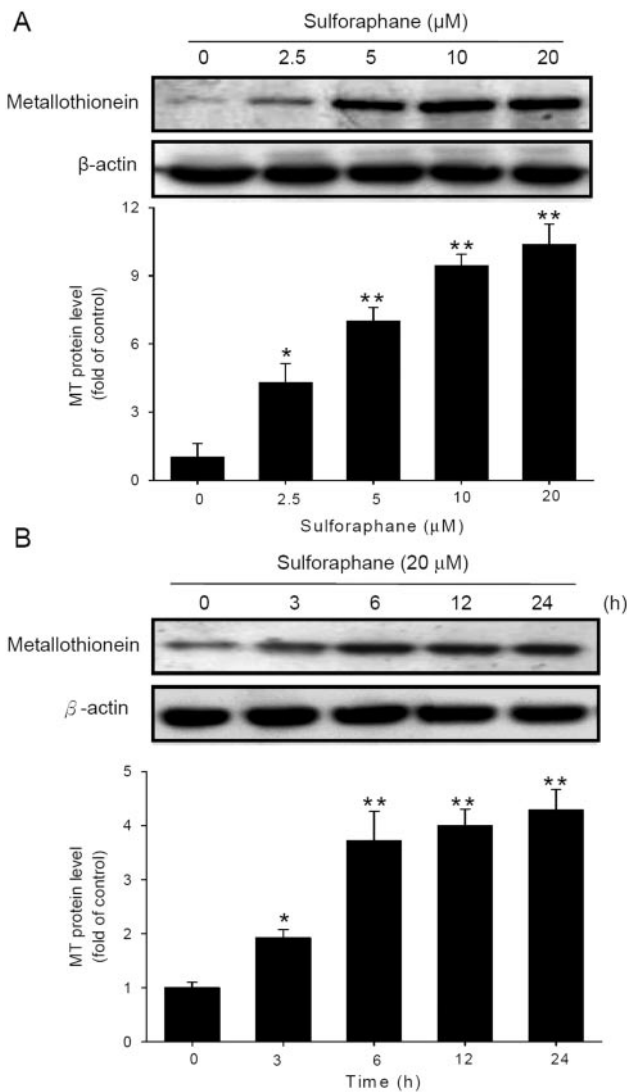 A
Sulforaphane (μM)
0 2.5 5 10 20
Metallothionein
β-actin
12
9
6
3
0
MT protein level
(fold of control)
*
**
**
**
0 2.5 5 10 20
Sulforaphane (μM)
B
Sulforaphane (20 μM)
0 3 6 12 24 (h)
Metallothionein
β-actin
5
4
3
2
1
0
MT protein level
(fold of control)
*
**
**
**
0 3 6 12 24
Time (h)